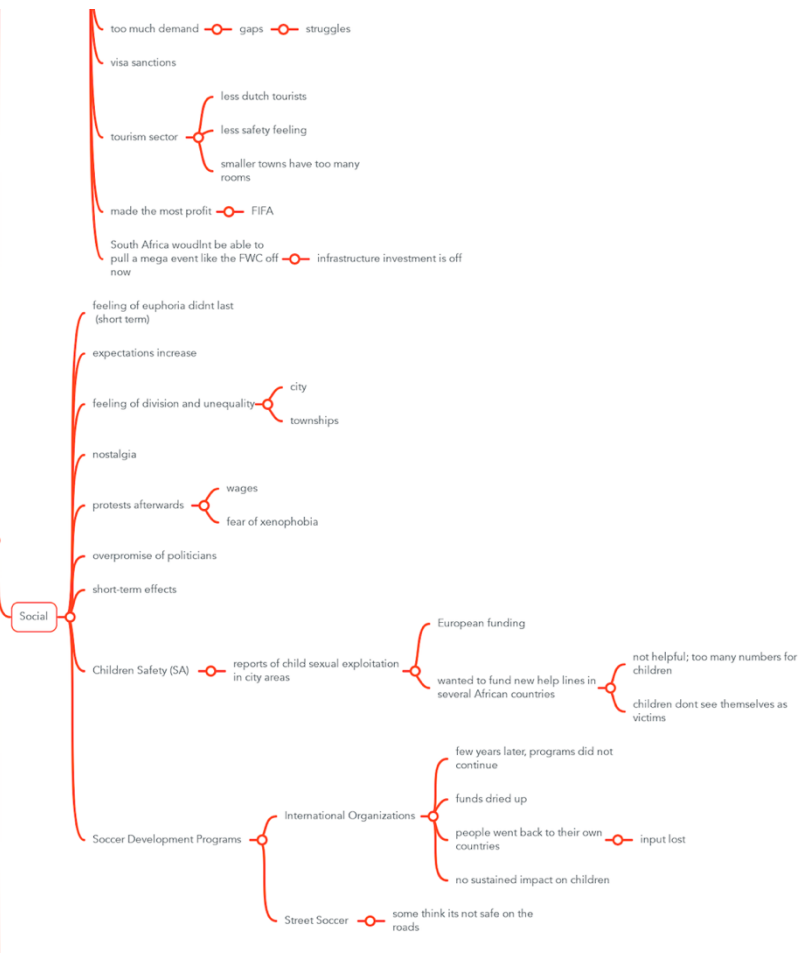 too much demand
gaps
struggles
visa sanctions
less dutch tourists
tourism sector
less safety feeling
smaller towns have too many
rooms
made the most profit
FIFA
South Africa woudlnt be able to
pull a mega event like the FWC off
now
infrastructure investment is off
feeling of euphoria didnt last
(short term)
expectations increase
feeling of division and unequality
city
townships
nostalgia
protests afterwards
wages
fear of xenophobia
overpromise of politicians
short-term effects
Social
Children Safety (SA)
reports of child sexual exploitation
in city areas
European funding
wanted to fund new help lines in
several African countries
not helpful; too many numbers for
children
children dont see themselves as
victims
Soccer Development Programs
International Organizations
few years later, programs did not
continue
funds dried up
people went back to their own
countries
input lost
no sustained impact on children
Street Soccer
some think its not safe on the
roads